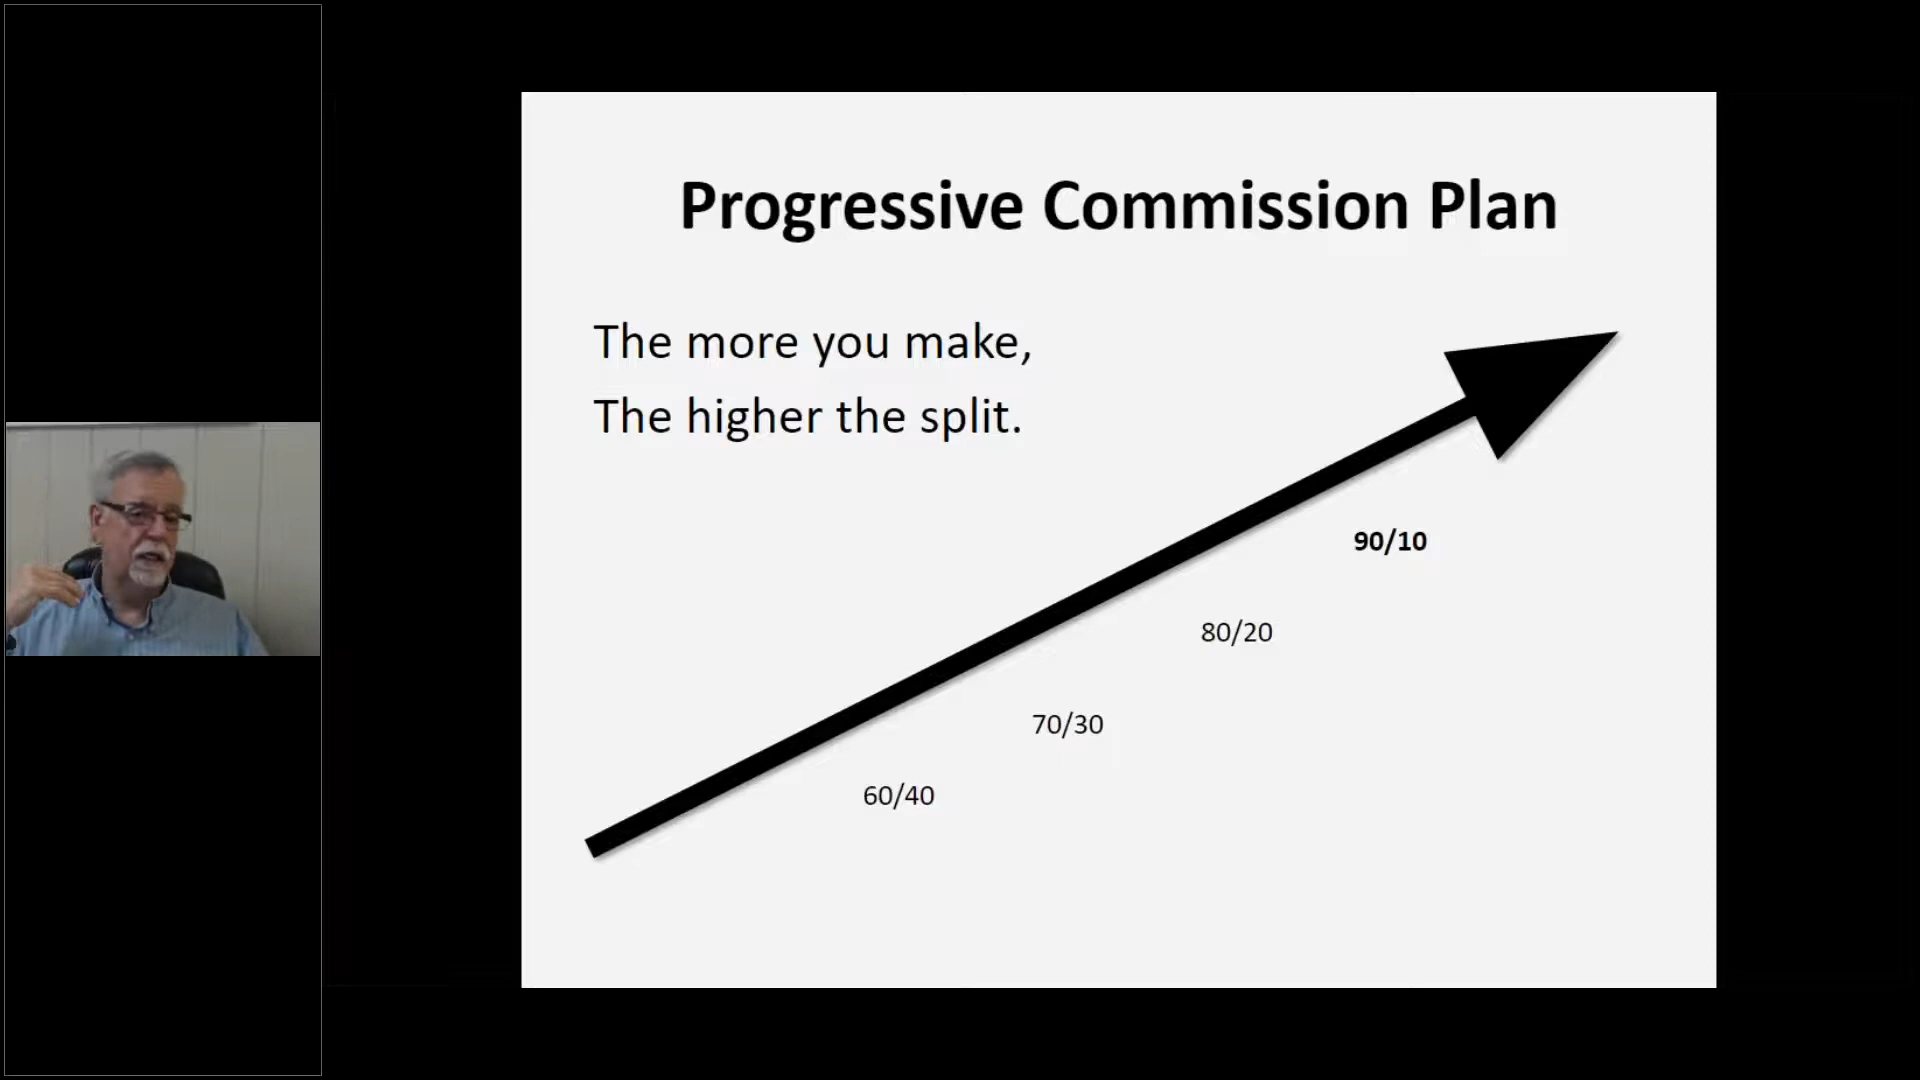 Progressive Commission Plan
The more you make,
The higher the split.
90/10
80/20
70/30
60/40